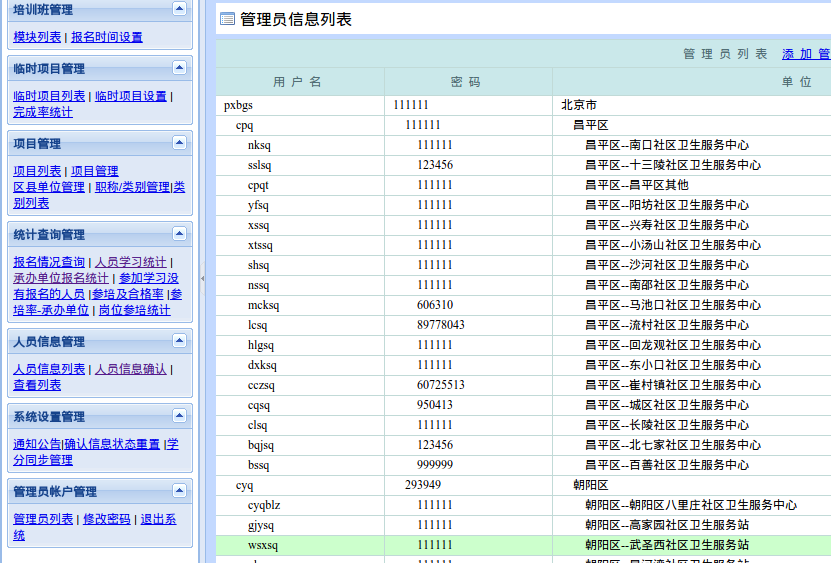 培训班管理
模块列表 | 报名时间设置
临时项目管理
临时项目列表 | 临时项目设置 |
完成率统计
项目管理
项目列表 | 项目管理
区县单位管理 | 职称/类别管理|类
别列表
统计查询管理
报名情况查询 | 人员学习统计 |
承办单位报名统计 | 参加学习没
有报名的人员 |参培及合格率 |参
培率-承办单位 | 岗位参培统计
人员信息管理
人员信息列表 | 人员信息确认 |
查看列表
系统设置管理
通知公告|确认信息状态重置 |学
分同步管理
管理员帐户管理
管理员列表 | 修改密码 | 退出系
统
管理员信息列表
管 理 员 列 表 添 加 管
用 户 名 密 码 单 位
pxbgs 111111 北京市
cpq 111111 昌平区
nksq 111111 昌平区--南口社区卫生服务中心
sslsq 123456 昌平区--十三陵社区卫生服务中心
cpqt 111111 昌平区--昌平区其他
yfsq 111111 昌平区--阳坊社区卫生服务中心
xssq 111111 昌平区--兴寿社区卫生服务中心
xtssq 111111 昌平区--小汤山社区卫生服务中心
shsq 111111 昌平区--沙河社区卫生服务中心
nssq 111111 昌平区--南邵社区卫生服务中心
mcksq 606310 昌平区--马池口社区卫生服务中心
lcsq 89778043 昌平区--流村社区卫生服务中心
hlgsq 111111 昌平区--回龙观社区卫生服务中心
dxksq 111111 昌平区--东小口社区卫生服务中心
cczsq 60725513 昌平区--崔村镇社区卫生服务中心
cqsq 950413 昌平区--城区社区卫生服务中心
clsq 111111 昌平区--长陵社区卫生服务中心
bqjsq 123456 昌平区--北七家社区卫生服务中心
bssq 999999 昌平区--百善社区卫生服务中心
cyq 293949 朝阳区
cyqblz 111111 朝阳区--朝阳区八里庄社区卫生服务中心
gjysq 111111 朝阳区--高家园社区卫生服务站
wsxsq 111111 朝阳区--武圣西社区卫生服务站